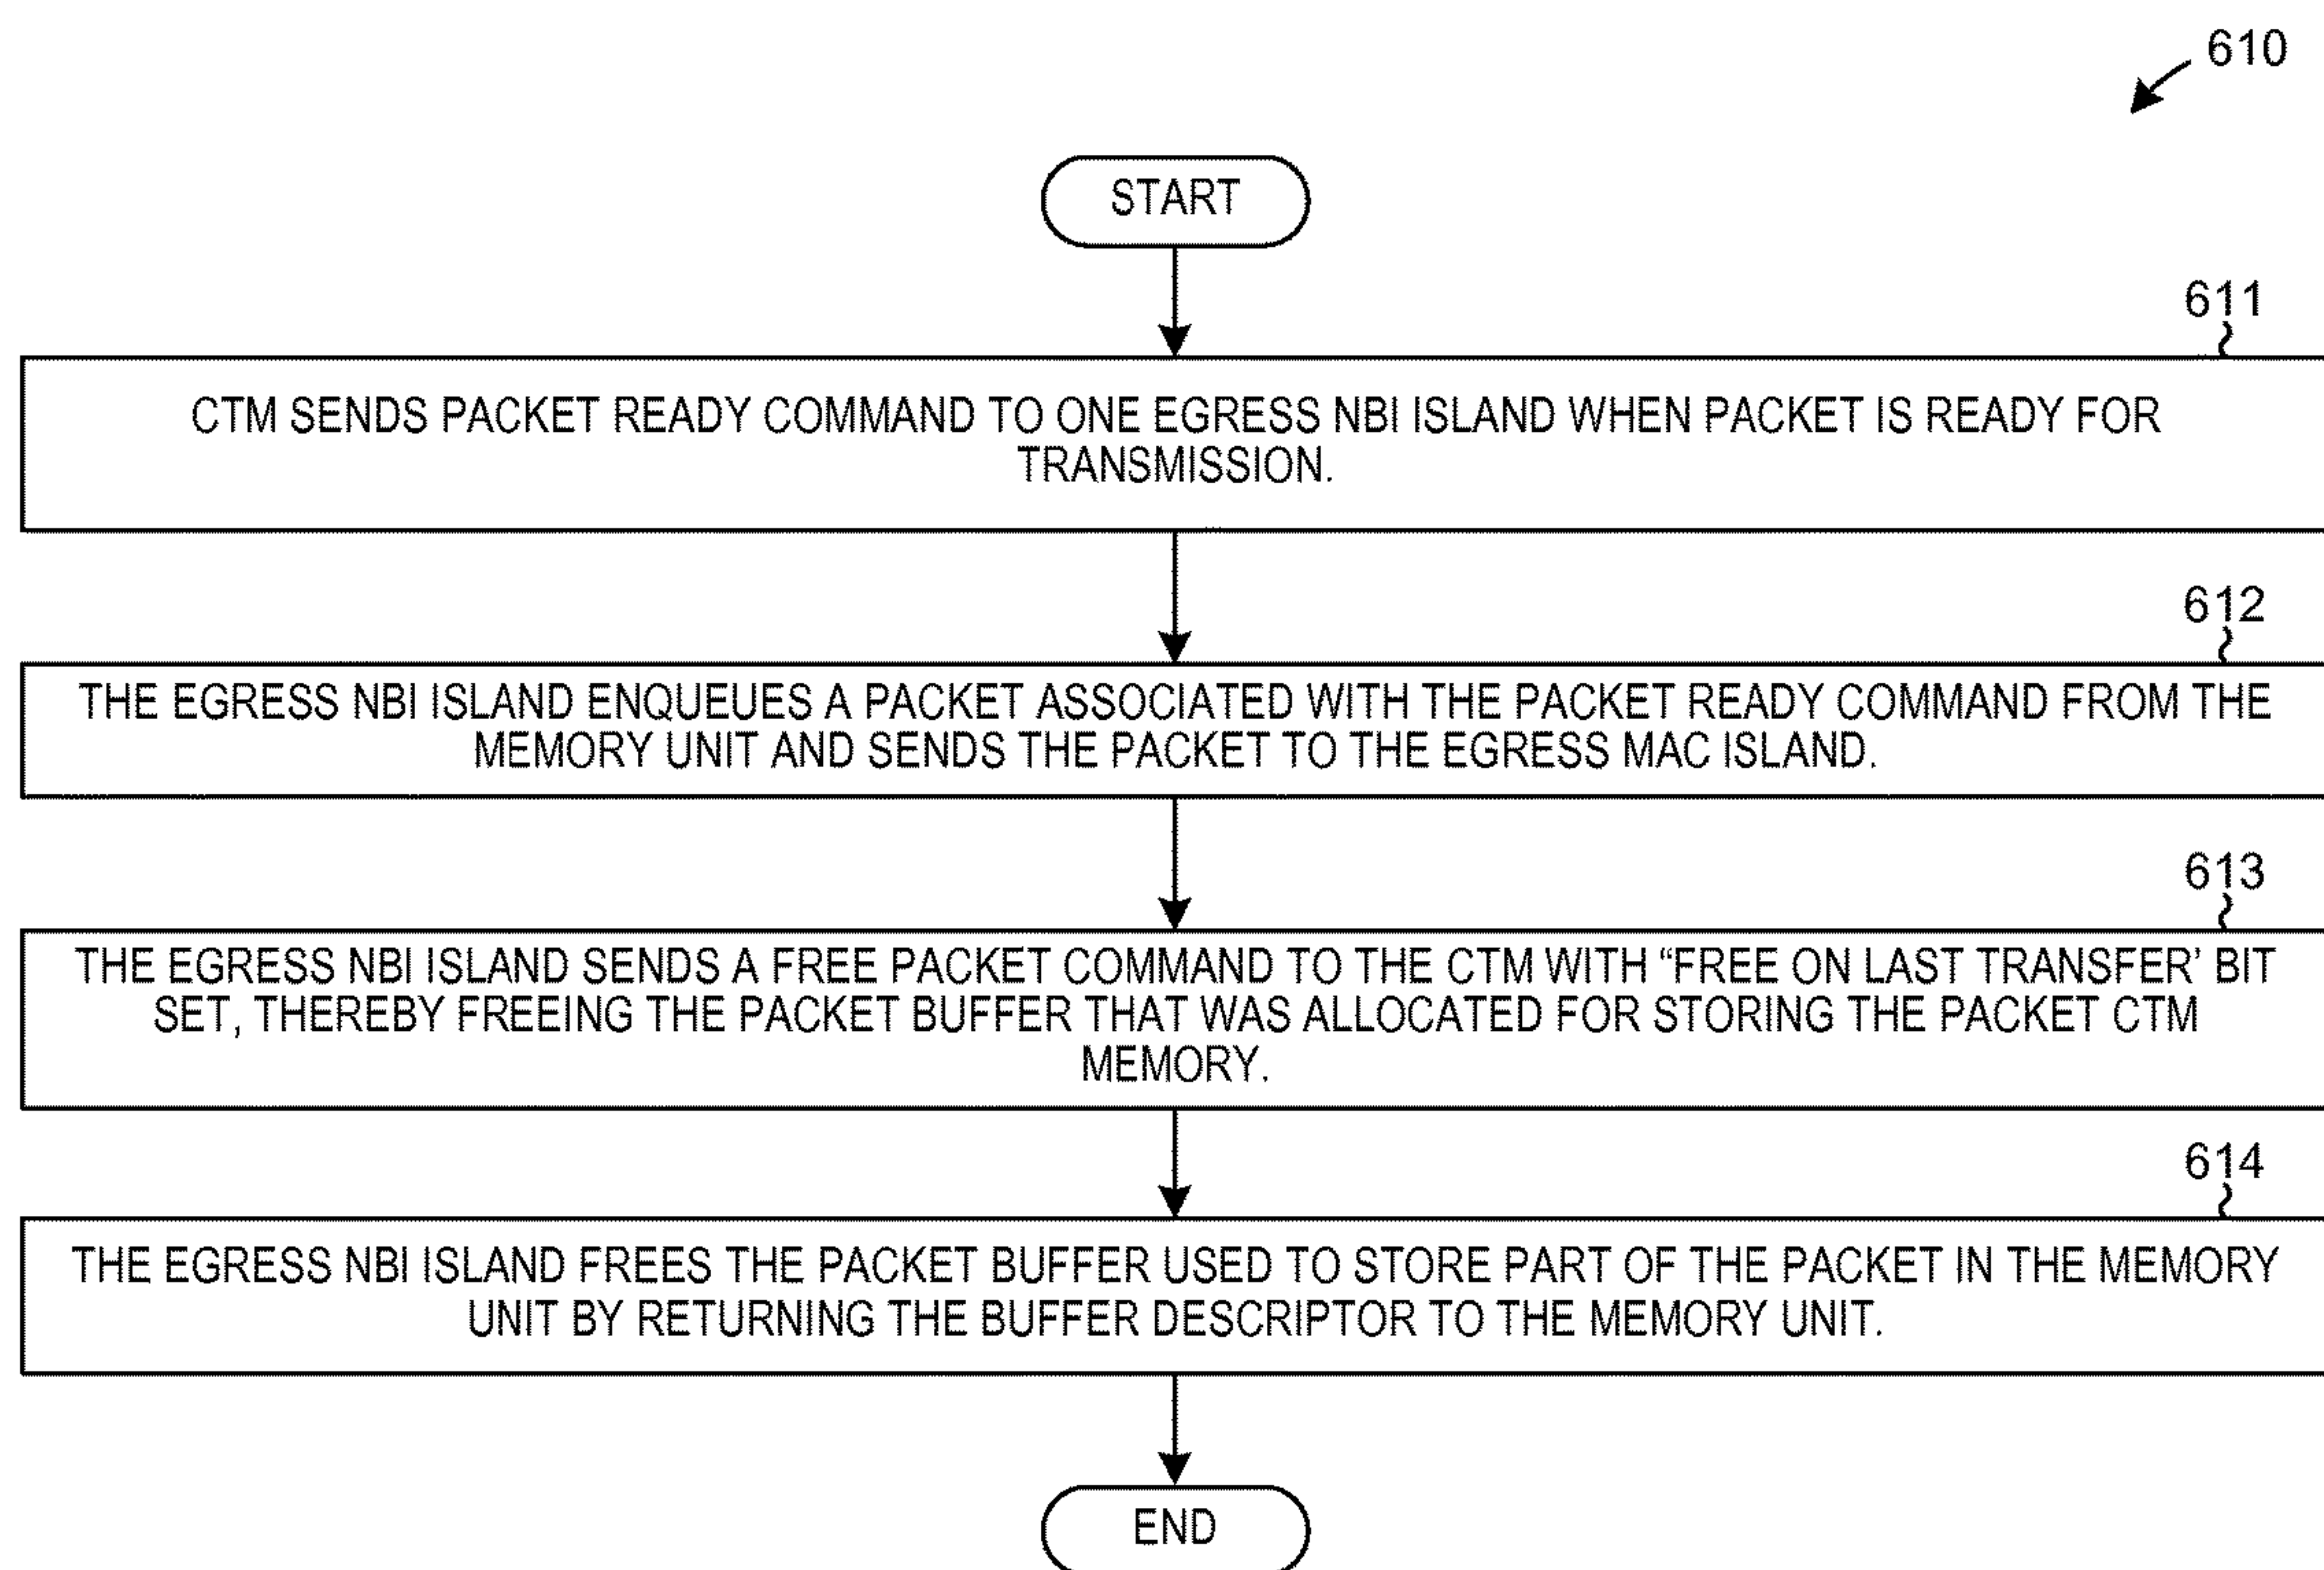 610
START
611
CTM SENDS PACKET READY COMMAND TO ONE EGRESS NBI ISLAND WHEN PACKET IS READY FOR
TRANSMISSION.
612
THE EGRESS NBI ISLAND ENQUEUES A PACKET ASSOCIATED WITH THE PACKET READY COMMAND FROM THE
MEMORY UNIT AND SENDS THE PACKET TO THE EGRESS MAC ISLAND.
613
THE EGRESS NBI ISLAND SENDS A FREE PACKET COMMAND TO THE CTM WITH “FREE ON LAST TRANSFER’ BIT
SET, THEREBY FREEING THE PACKET BUFFER THAT WAS ALLOCATED FOR STORING THE PACKET CTM
MEMORY.
614
THE EGRESS NBI ISLAND FREES THE PACKET BUFFER USED TO STORE PART OF THE PACKET IN THE MEMORY
UNIT BY RETURNING THE BUFFER DESCRIPTOR TO THE MEMORY UNIT.
END